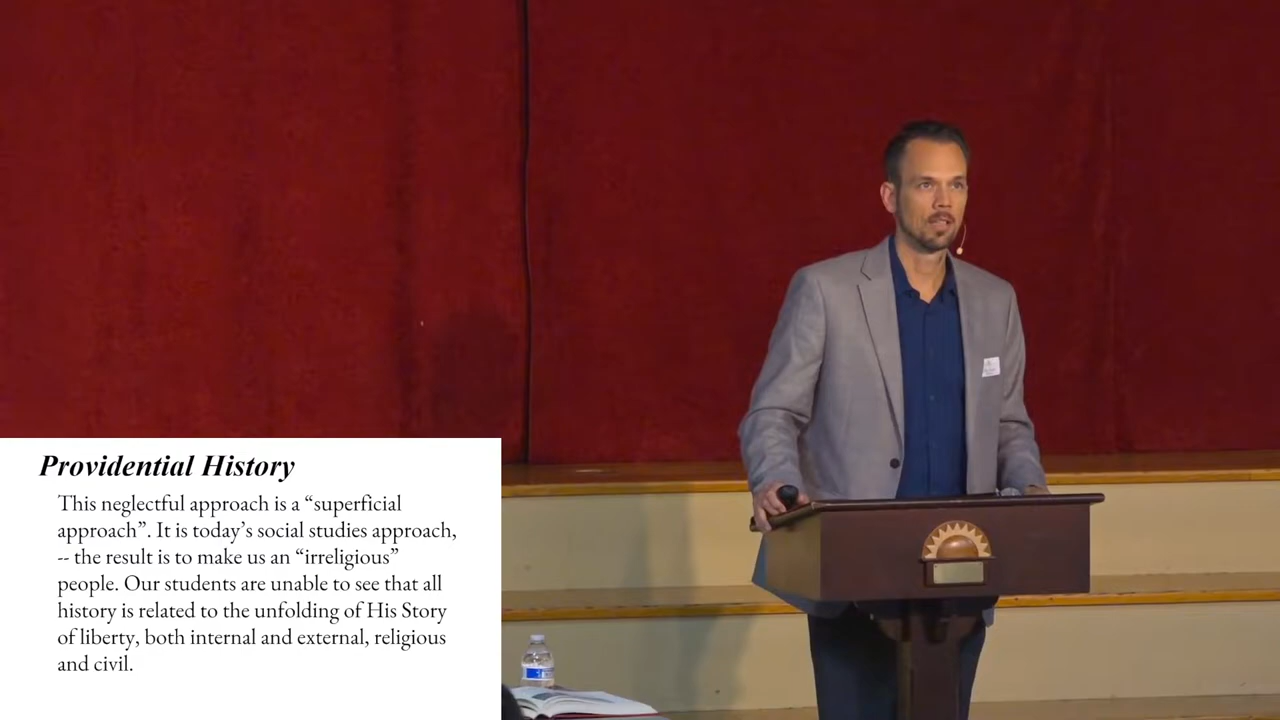 Providential History
This neglectful approach is a “superficial
approach”. It is today’s social studies approach,
-- the result is to make us an “irreligious”
people. Our students are unable to see that all
history is related to the unfolding of His Story
of liberty, both internal and external, religious
and civil.